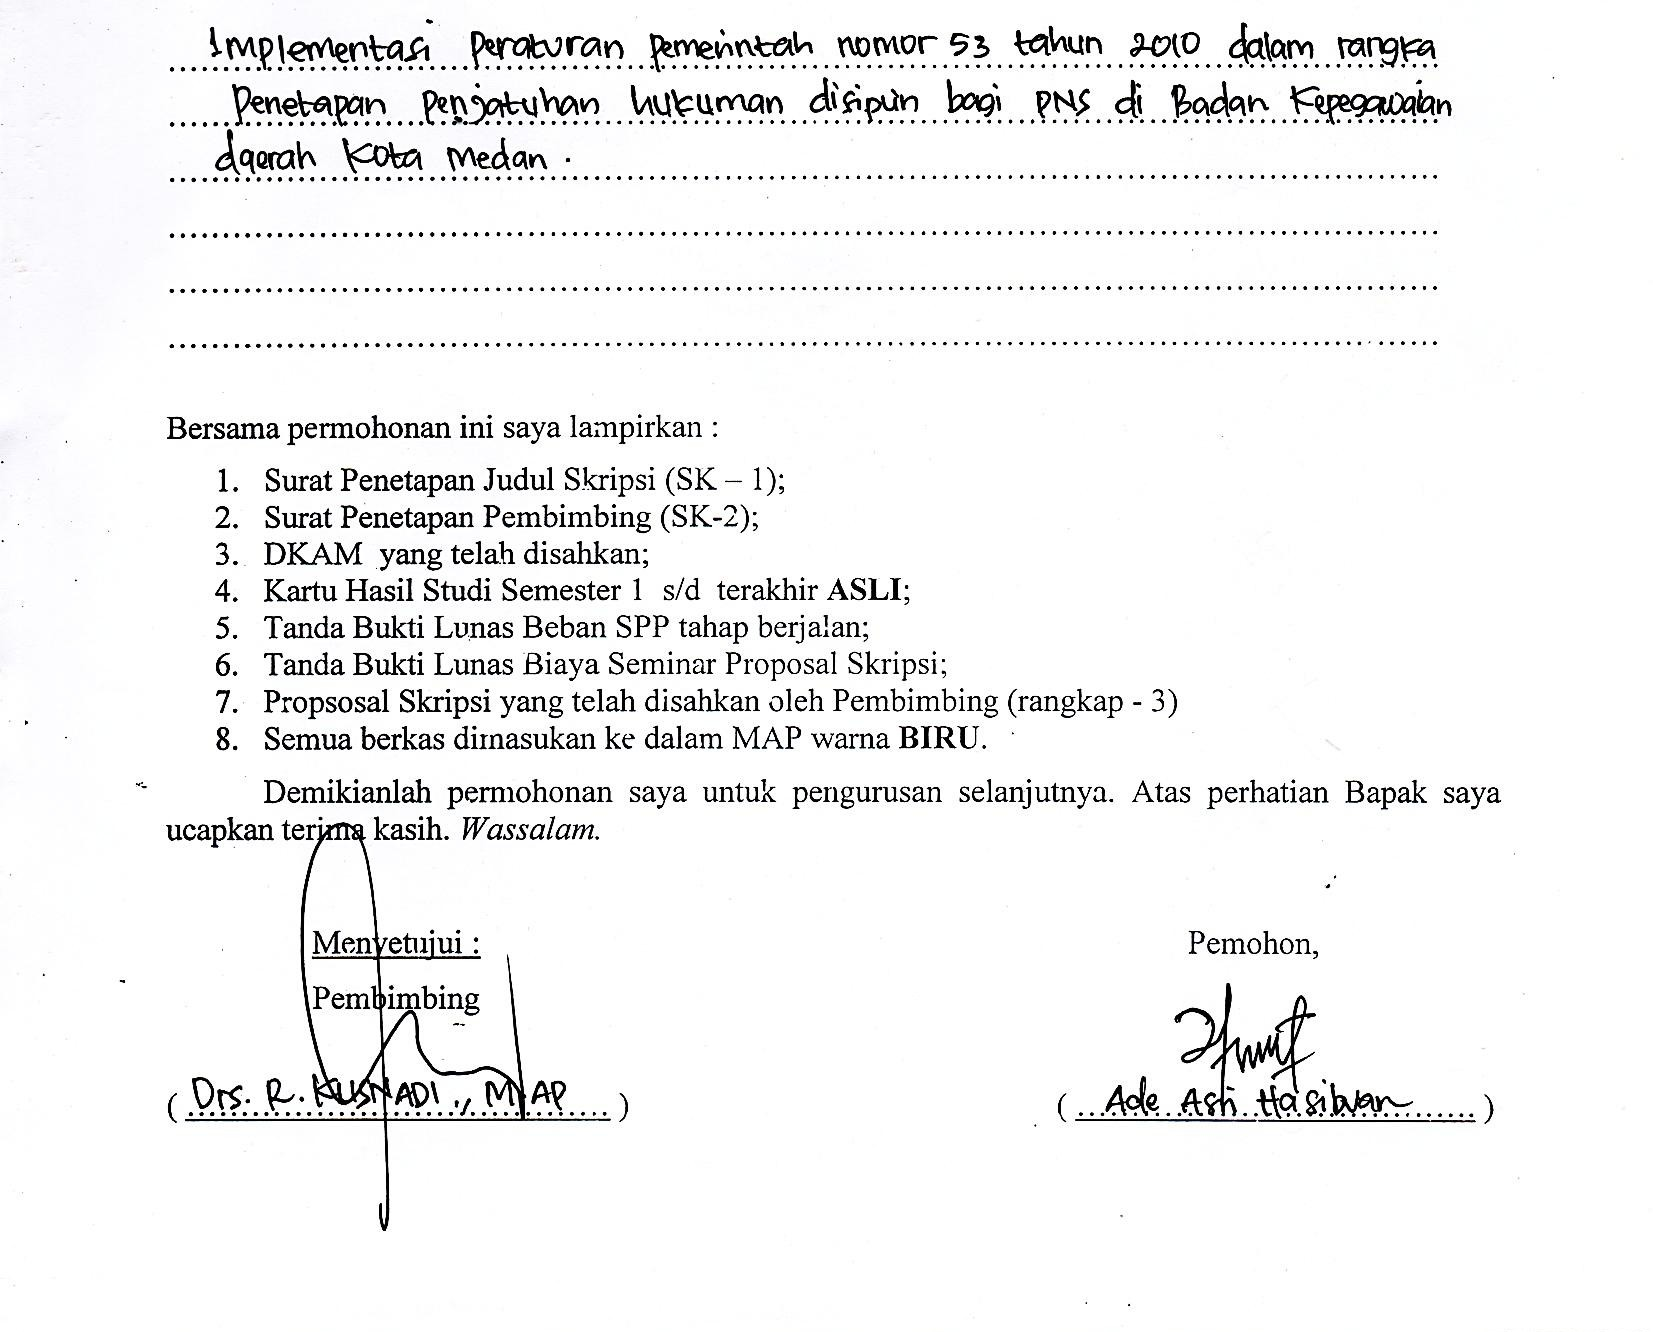 Implementasi Peraturan Pemerintah nomor 53 tahun 2010 dalam rangka
Penetapan Penjatuhan hukuman disiplin bagi PNS di Badan Kepegawaian
daerah Kota Medan.
Bersama permohonan ini saya lampirkan :
1. Surat Penetapan Judul Skripsi (SK – 1);
2. Surat Penetapan Pembimbing (SK-2);
3. DKAM yang telah disahkan;
4. Kartu Hasil Studi Semester 1 s/d terakhir ASLI;
5. Tanda Bukti Lunas Beban SPP tahap berjalan;
6. Tanda Bukti Lunas Biaya Seminar Proposal Skripsi;
7. Propsosal Skripsi yang telah disahkan oleh Pembimbing (rangkap - 3)
8. Semua berkas dimasukan ke dalam MAP warna BIRU.
Demikianlah permohonan saya untuk pengurusan selanjutnya. Atas perhatian Bapak saya
ucapkan terima kasih. Wassalam.
Menyetujui :
Pembimbing
Pemohon,
(Drs. R. KUSNADI., MAP)
(Ade Asri Hasibuan)